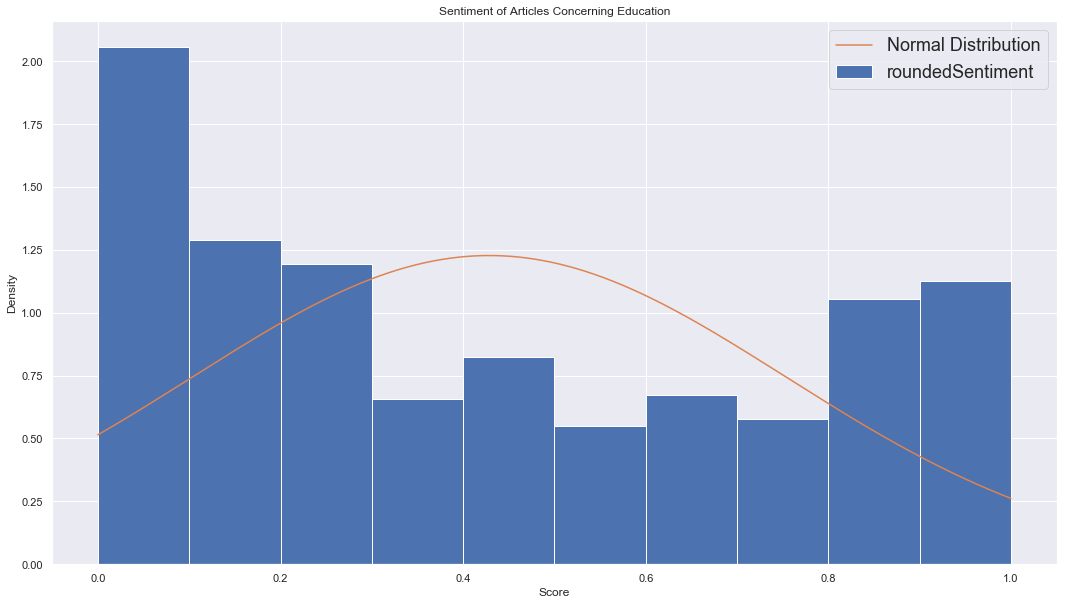 Sentiment of Articles Concerning Education
Normal Distribution
roundedSentiment
2.00
1.75
1.50
1.25
1.00
0.75
0.50
0.25
0.00
Density
0.0 0.2 0.4 0.6 0.8 1.0
Score